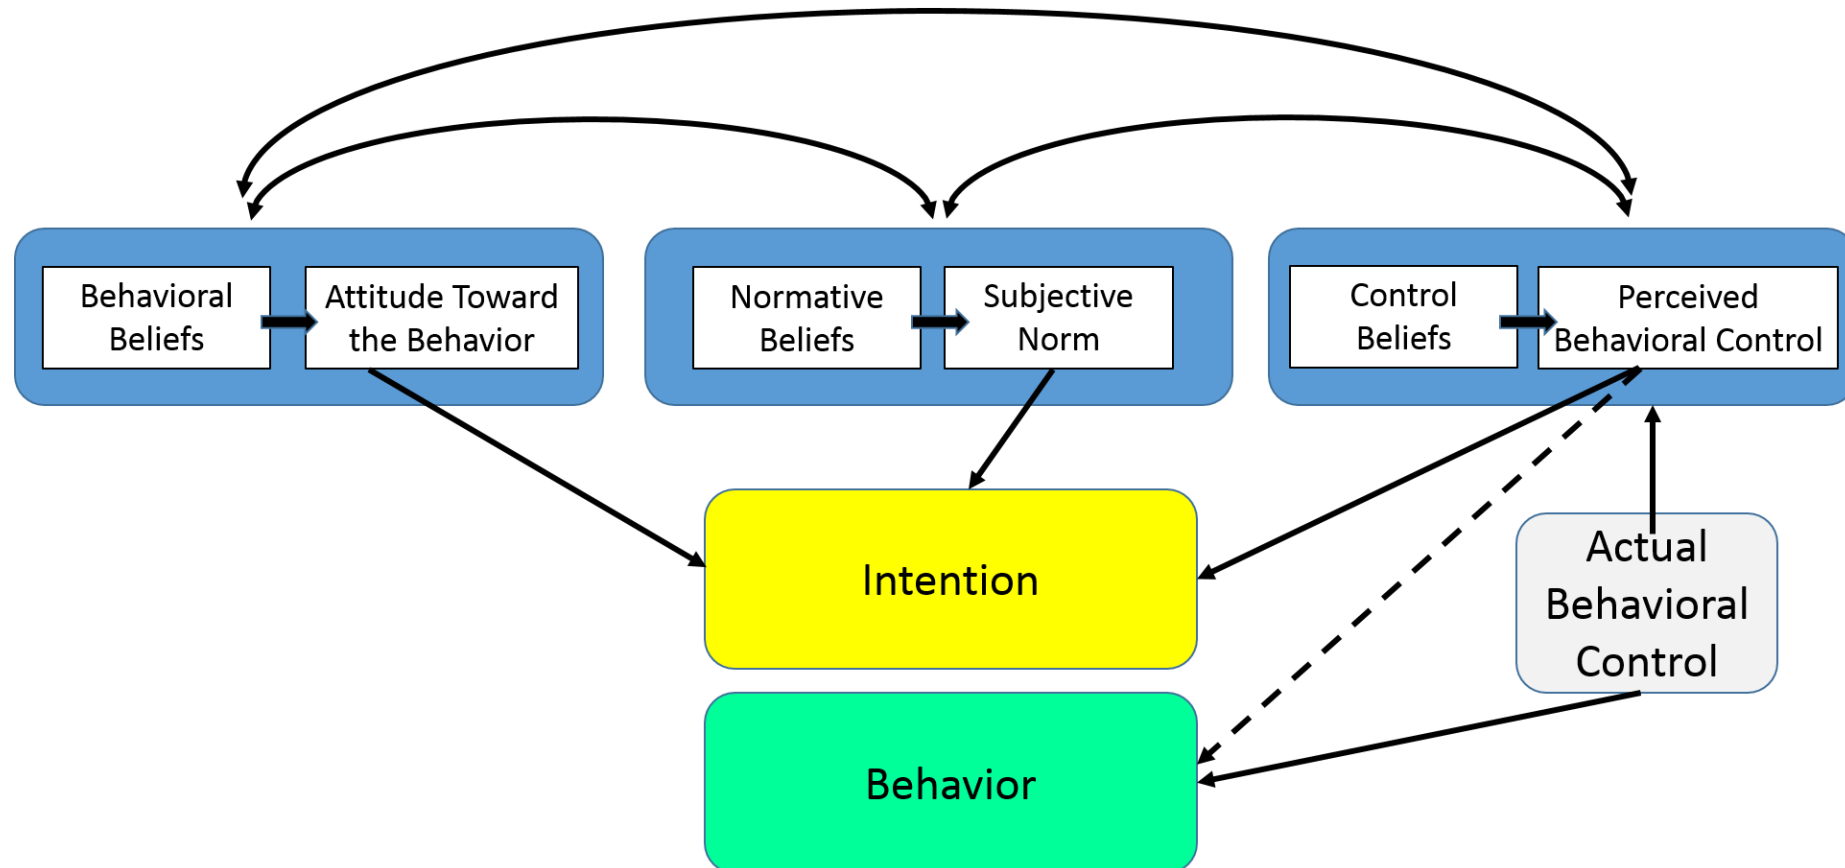 Behavioral
Beliefs
Attitude Toward
the Behavior
Normative
Beliefs
Subjective
Norm
Control
Beliefs
Perceived
Behavioral Control
Intention
Actual
Behavioral
Control
Behavior